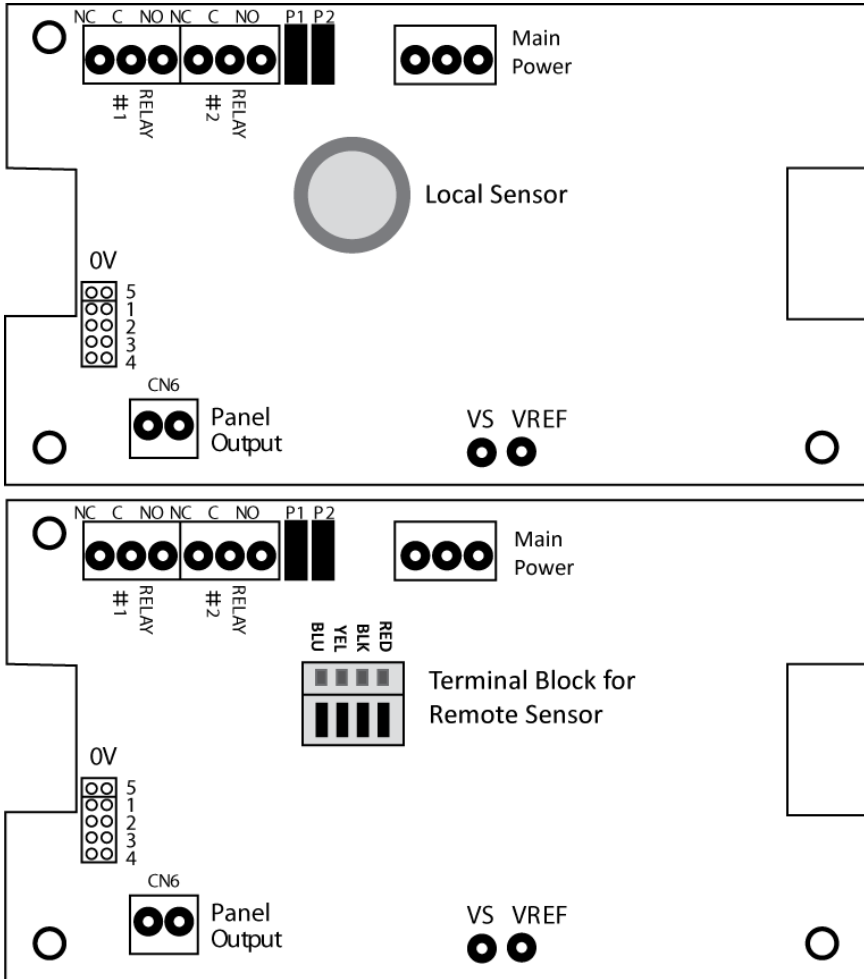 NC C NO NC C NO P1 P2
Main
Power
#1 RELAY #2 RELAY
Local Sensor
0V
5
1
2
3
4
CN6
Panel
Output
VS VREF
NC C NO NC C NO P1 P2
Main
Power
#1 RELAY #2 RELAY
BLU YEL BLK RED
Terminal Block for
Remote Sensor
0V
5
1
2
3
4
CN6
Panel
Output
VS VREF